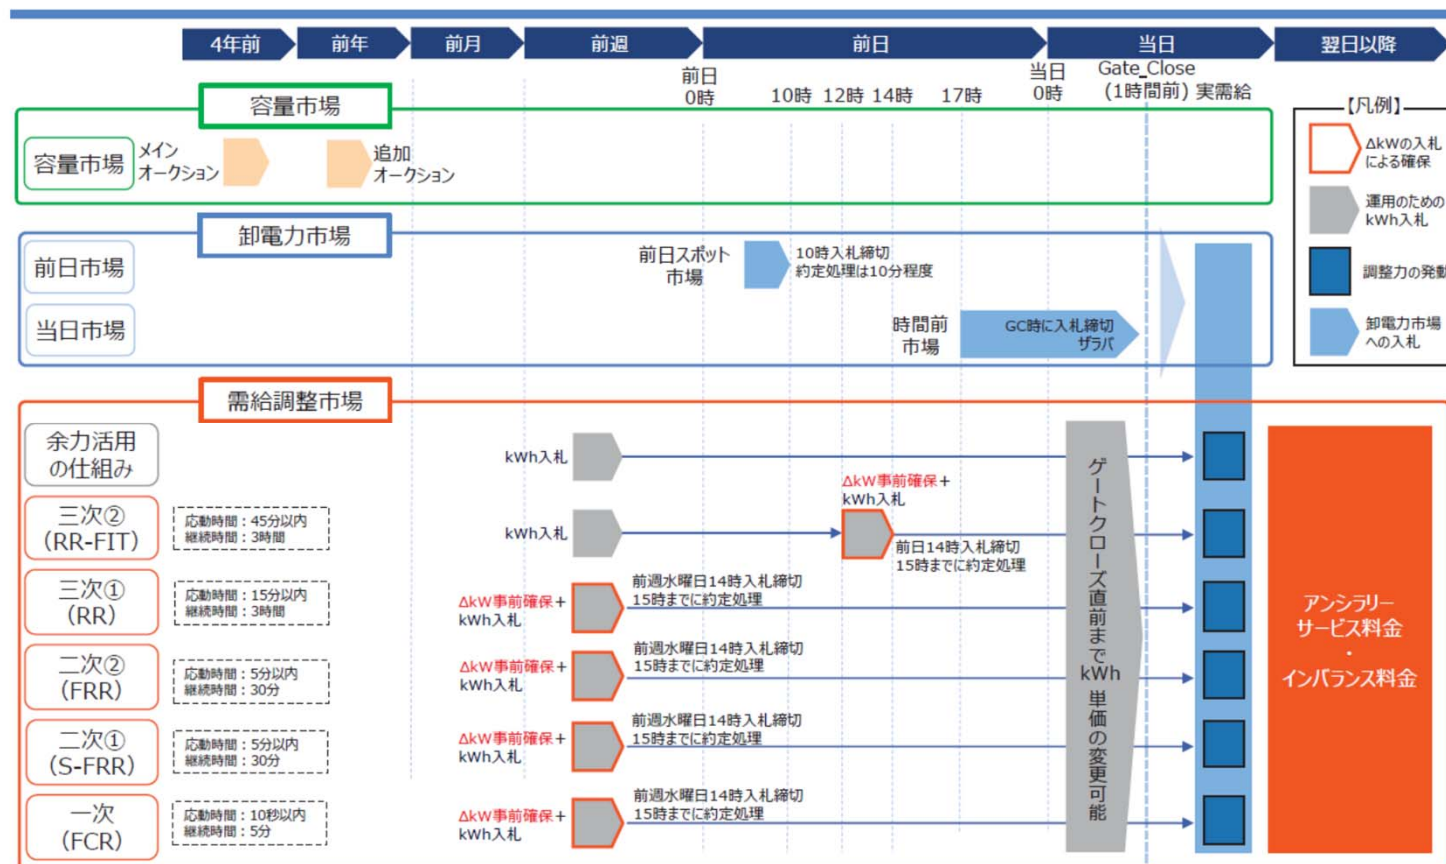 4年前
前年
前月
前週
前日
当日
翌日以降
前日
0時
10時
12時
14時
17時
当日
0時
Gate_Close
(1時間前)
実需給
容量市場
容量市場
メイン
オークション
追加
オークション
【凡例】
ΔkWの入札
による確保
運用のための
kWh入札
調整力の発動
卸電力市場
への入札
卸電力市場
前日市場
前日スポット
市場
10時入札締切
約定処理は10分程度
当日市場
時間前
市場
GC時に入札締切
ザラバ
需給調整市場
余力活用
の仕組み
kWh入札
三次②
(RR-FIT)
応動時間：45分以内
継続時間：3時間
kWh入札
ΔkW事前確保+
kWh入札
前日14時入札締切
15時までに約定処理
三次①
(RR)
応動時間：15分以内
継続時間：3時間
ΔkW事前確保+
kWh入札
前週水曜日14時入札締切
15時までに約定処理
二次②
(FRR)
応動時間：5分以内
継続時間：30分
ΔkW事前確保+
kWh入札
前週水曜日14時入札締切
15時までに約定処理
二次①
(S-FRR)
応動時間：5分以内
継続時間：30分
ΔkW事前確保+
kWh入札
前週水曜日14時入札締切
15時までに約定処理
一次
(FCR)
応動時間：10秒以内
継続時間：5分
ΔkW事前確保+
kWh入札
前週水曜日14時入札締切
15時までに約定処理
ゲートクローズ直前までkWh単価の変更可能
アンシラリー
サービス料金
・
インバランス料金